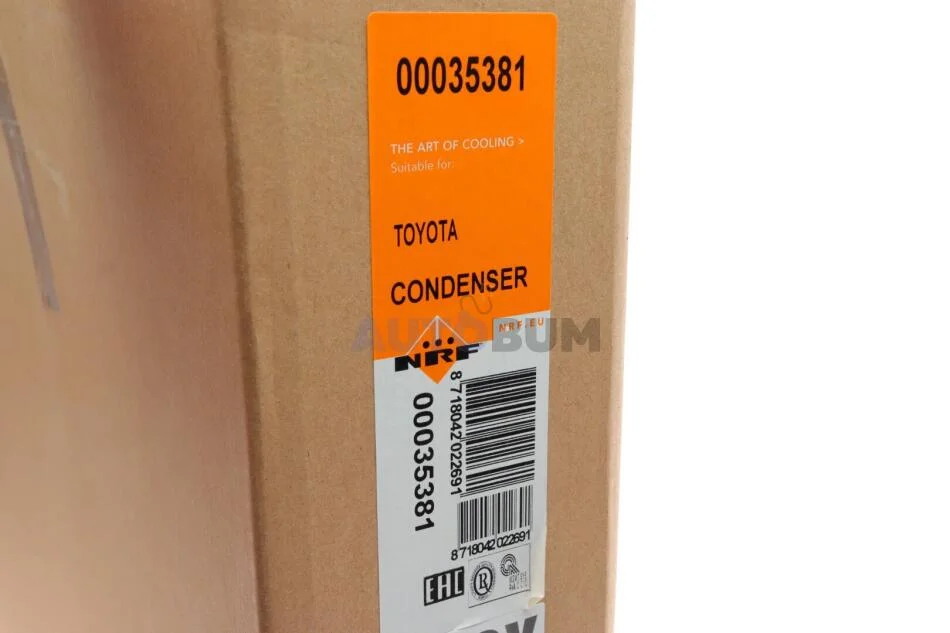 00035381
THE ART OF COOLING >
Suitable for:
TOYOTA
CONDENSER
AUTOBUM
NRF.EU
NRF
00035381
8 718042 022691
8 718042 022691
EAC